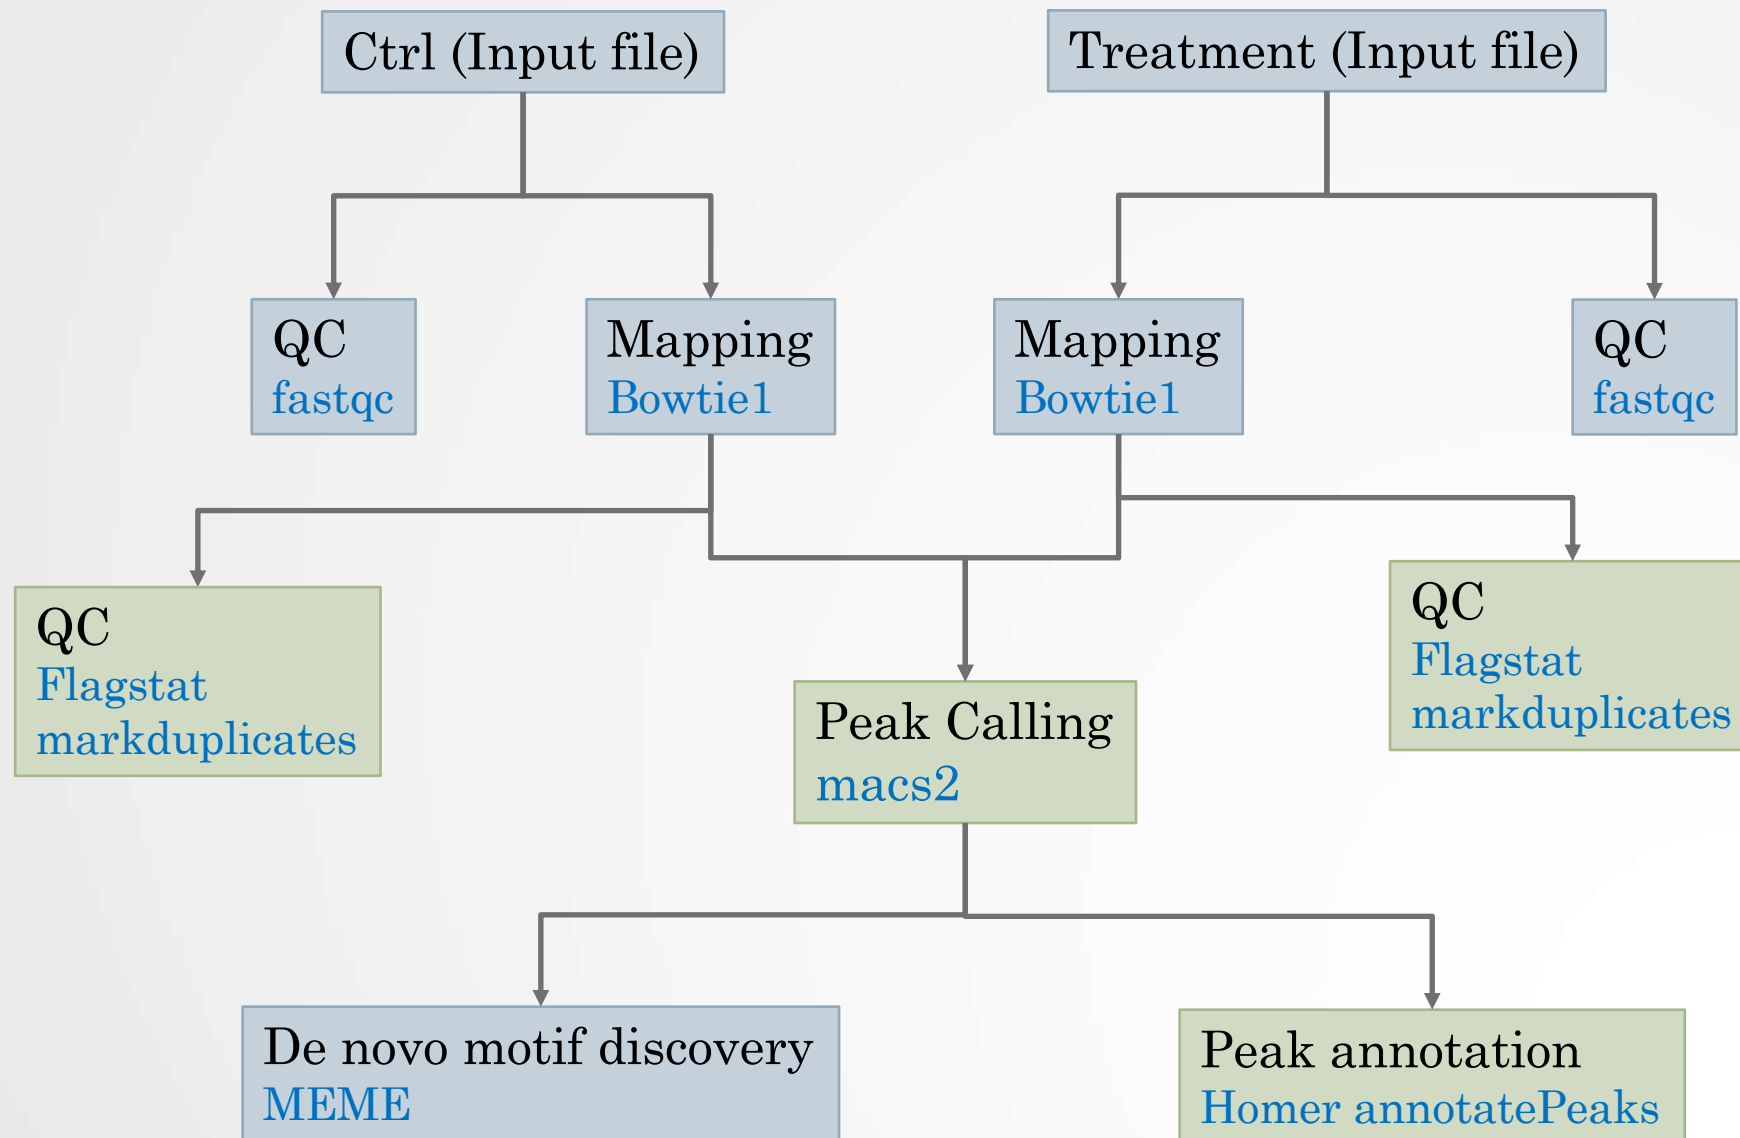 Ctrl (Input file)
Treatment (Input file)
QC
fastqc
Mapping
Bowtie1
Mapping
Bowtie1
QC
fastqc
QC
Flagstat
markduplicates
QC
Flagstat
markduplicates
Peak Calling
macs2
De novo motif discovery
MEME
Peak annotation
Homer annotatePeaks